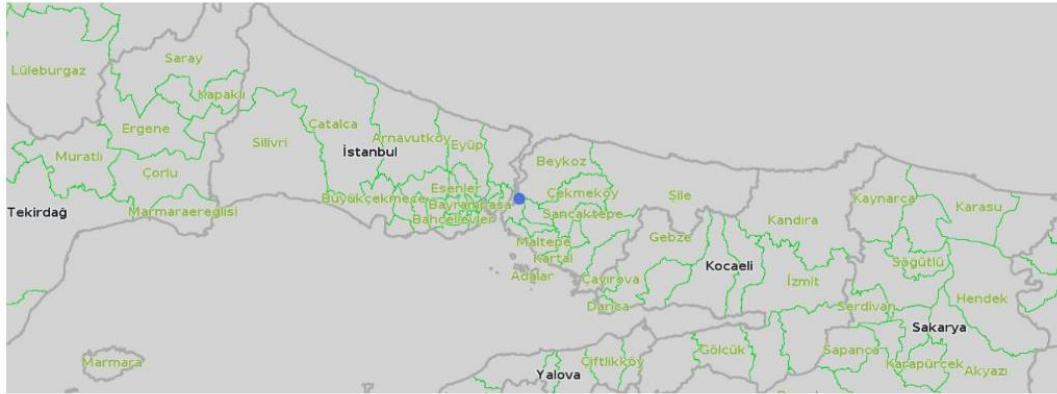 Saray
Lüleburgaz
Kapaklı
Ergene
Muratlı
Çorlu
Silivri
Çatalca
Arnavutköy
Eyüp
İstanbul
Beykoz
Esenler
Çekmeköy
Şile
Kaynarca
Karasu
Büyükçekmece
Bayrampaşa
Tekirdağ
Marmaraereglisi
Bahçelievler
Sancaktepe
Kandıra
Maltepe
Gebze
Kartal
Söğütlü
Adalar
Çayırova
Kocaeli
İzmit
Darıca
Serdivan
Hendek
Sakarya
Marmara
Yalova
Çiftlikköy
Gölcük
Sapanca
Karapürçek
Akyazı